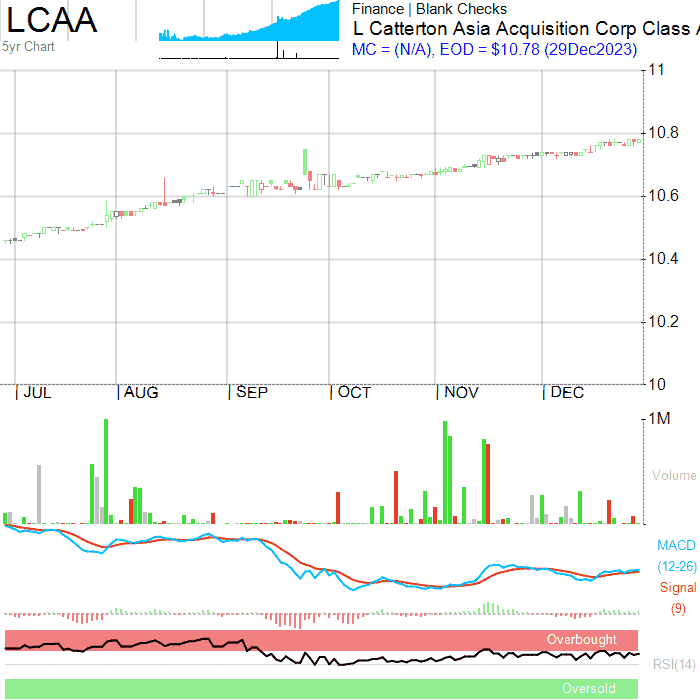 LCAA
5yr Chart
Finance | Blank Checks
L Catterton Asia Acquisition Corp Class A
MC = (N/A), EOD = $10.78 (29Dec2023)
11
10.8
10.6
10.4
10.2
10
JUL
AUG
SEP
OCT
NOV
DEC
1M
Volume
MACD
(12-26)
Signal
(9)
Overbought
RSI(14)
Oversold